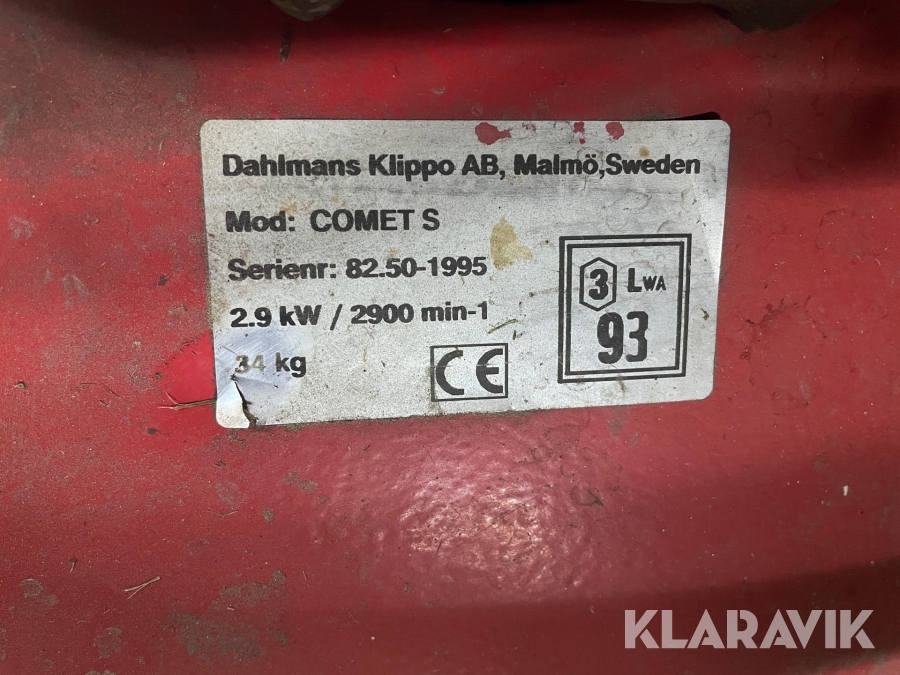 Dahlmans Klippo AB, Malmö,Sweden
Mod: COMET S
Serienr: 82.50-1995
2.9 kW / 2900 min-1
34 kg
CE
3 LWA
93
KLARAVIK